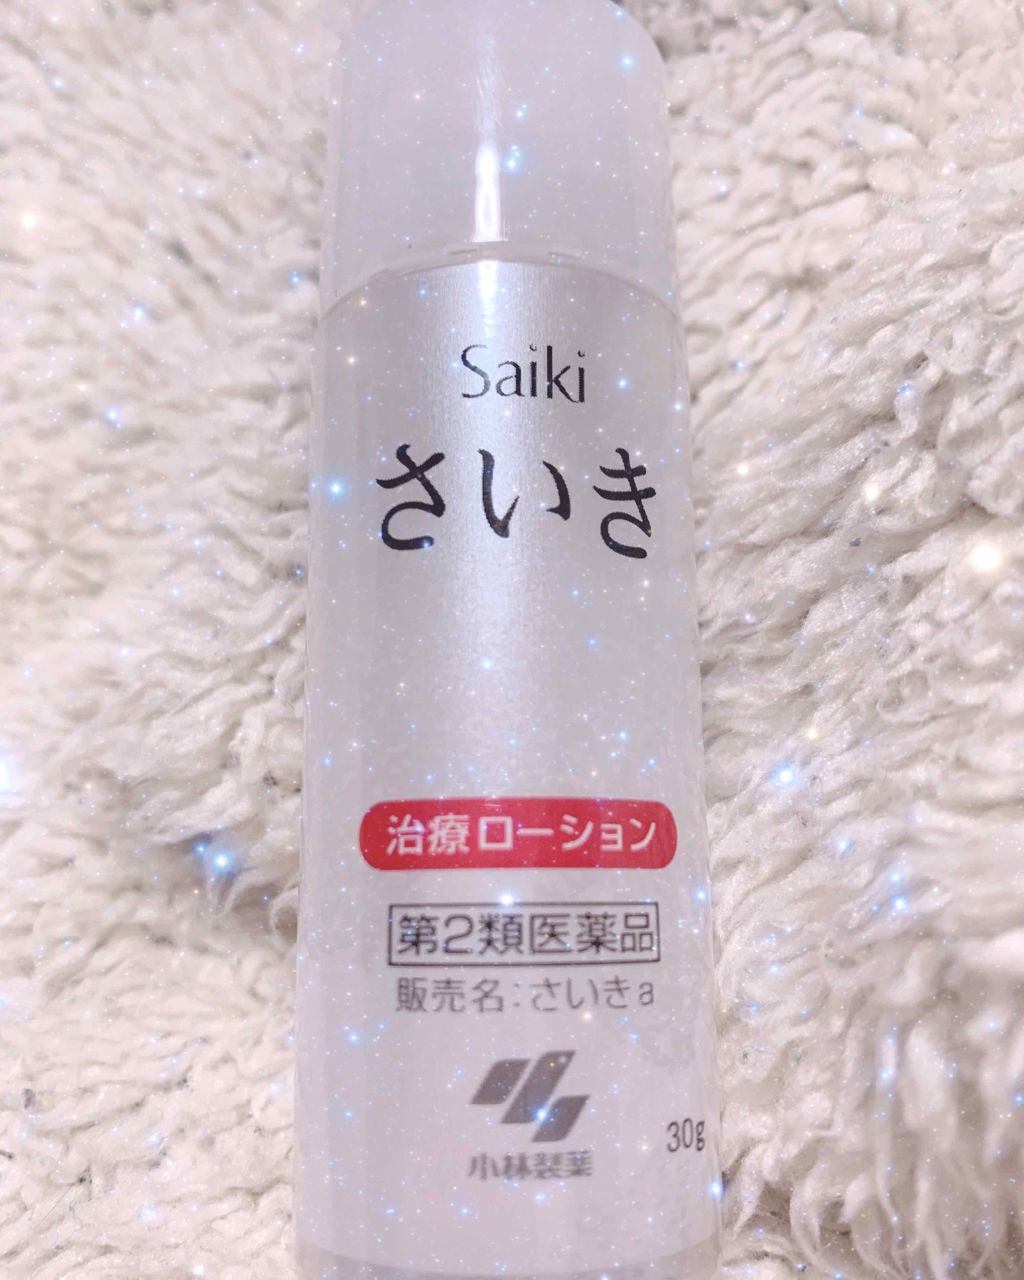 Saiki
さいき
治療ローション
第2類医薬品
販売名:さいきa
30g
小林製薬